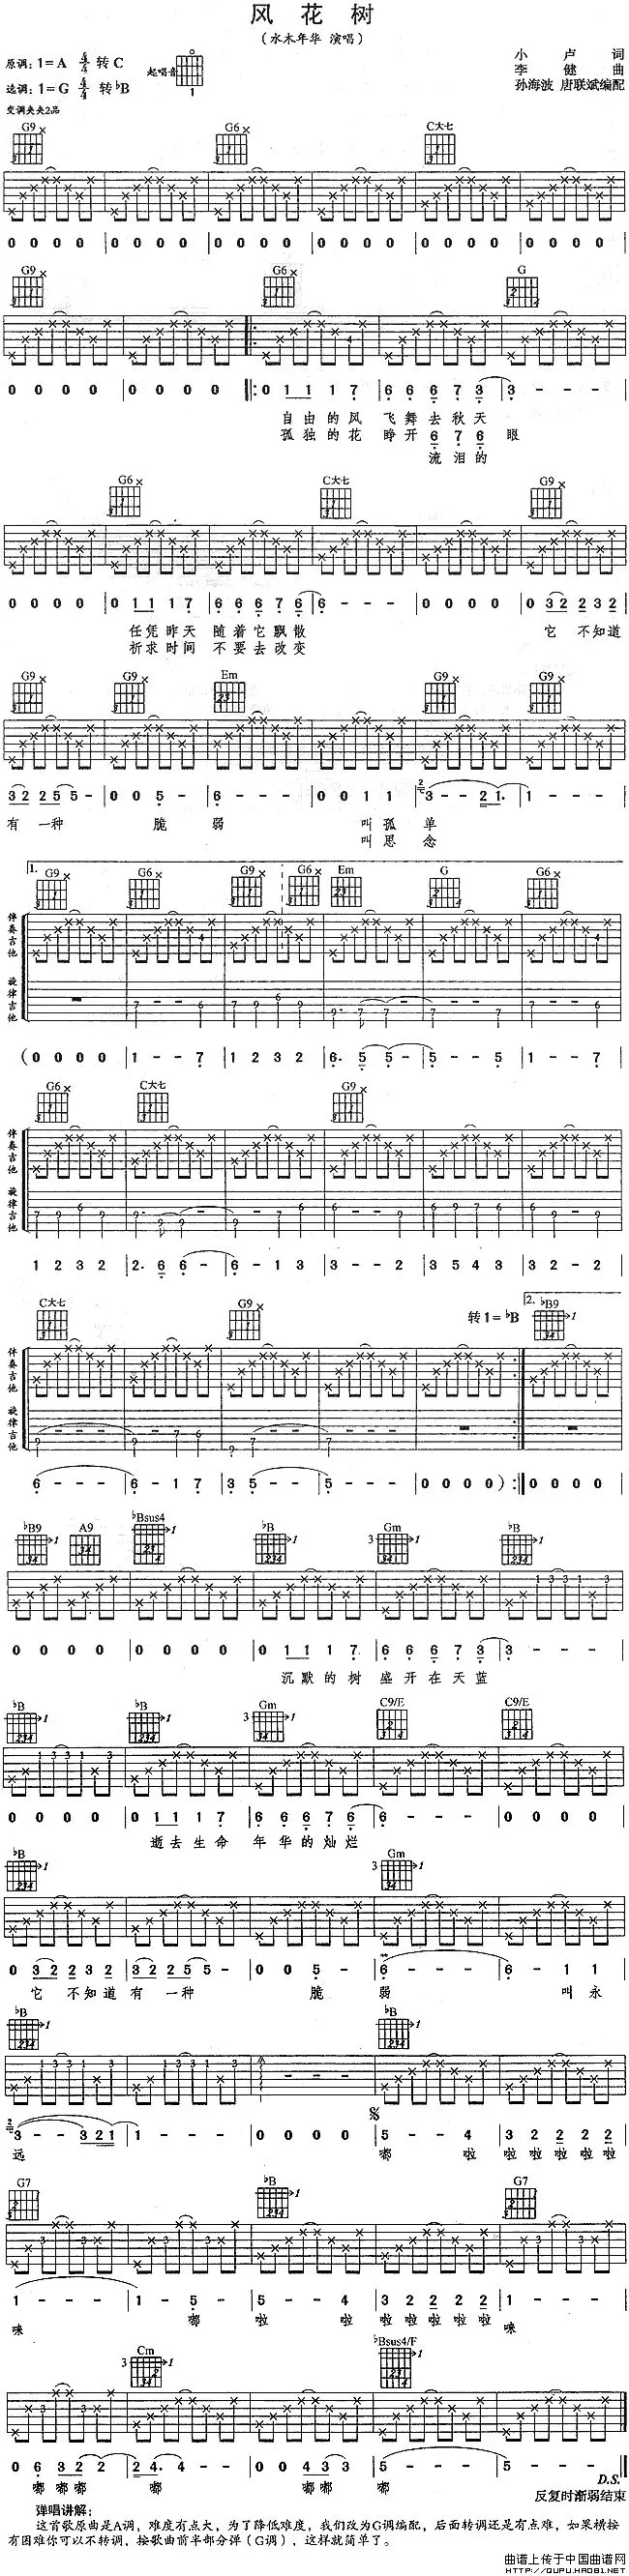 风 花 树
(水木年华 演唱)
原调:1=A 4/4 转C
选调:1=G 4/4 转♭B
变调夹夹2品
起唱音
小 卢 词
李 健 曲
孙海波 唐联斌编配
G9 G6 C大七
0 0 0 0 | 0 0 0 0 | 0 0 0 0 | 0 0 0 0 | 0 0 0 0 | 0 0 0 0
G9 G6 G
0 0 0 0 | 0 0 0 0 |: 0 1 1 1 7 | 6 6 6 7 3 | 3 - - -
自由的风 飞舞去秋天
孤独的花 睁开 6 7 6 眼
流泪的
G6 C大七 G9
0 0 0 0 | 0 1 1 1 7 | 6 6 6 7 6 | 6 - - - | 0 0 0 0 | 0 3 2 2 3 2
任凭昨天 随着它飘散 它 不知道
祈求时间 不要去改变
G9 G9 Em G9 G9
3 2 2 5 5 - | 0 0 5 - | 6 - - - | 0 0 1 1 | 3 - - 2 1. | 1 - - -
有 一种 脆 弱 叫孤 单
叫思 念
1.
G9 G6 G9 G6 Em G G6
伴奏吉他
旋律吉他
(0 0 0 0 | 1 - - 7 | 1 2 3 2 | 6. 5 5 - | 5 - - 5 | 1 - - 7
G6 C大七 G9
伴奏吉他
旋律吉他
1 2 3 2 | 2. 6 6 - | 6 - 1 3 | 3 - - 2 | 3 5 4 3 | 3 2 - 2
C大七 G9 转1=♭B 2. ♭B9
伴奏吉他
旋律吉他
6 - - - | 6 - 1 7 | 3 5 - - | 5 - - - | 0 0 0 0) :| 0 0 0 0
♭B9 A9 ♭Bsus4 ♭B Gm ♭B
0 0 0 0 | 0 0 0 0 | 0 1 1 1 7 | 6 6 6 7 3 | 3 - - -
沉默的树 盛开在天蓝
♭B ♭B Gm C9/E C9/E
0 0 0 0 | 0 1 1 1 7 | 6 6 6 7 6 | 6 - - - | 0 0 0 0
逝去生命 年华的灿烂
♭B Gm
0 3 2 2 3 2 | 3 2 2 5 5 - | 0 0 5 - | 6 - - - | 6 - 1 1
它 不知道 有 一种 脆 弱 叫永
♭B ♭B
3 - - 3 2 1 | 1 - - - | 0 0 0 0 | 5 - - 4 | 3 2 2 2 2
远 嘟 啦 啦 啦 啦 啦 啦
G7 ♭B G7
1 - - - | 1 - 5 - | 5 - - 4 | 3 2 2 2 2 | 1 - - -
咪 嘟 啦 啦 啦 啦 啦 啦 啦 咪
Cm ♭Bsus4/F
0 6 3 2 2 | 2 4. 4 - | 0 0 4 3 | 5 - - - | 5 - - -
嘟 嘟 嘟 嘟 嘟 嘟 嘟
D.S.
反复时渐弱结束
弹唱讲解:
这首歌原曲是A调,难度有点大,为了降低难度,我们改为G调编配,后面转调还是有点难,如果横按
有困难你可以不转调,按歌曲前半部分弹(G调),这样就简单了。
曲谱上传于中国曲谱网
HTTP://QUPU.HAO81.NET